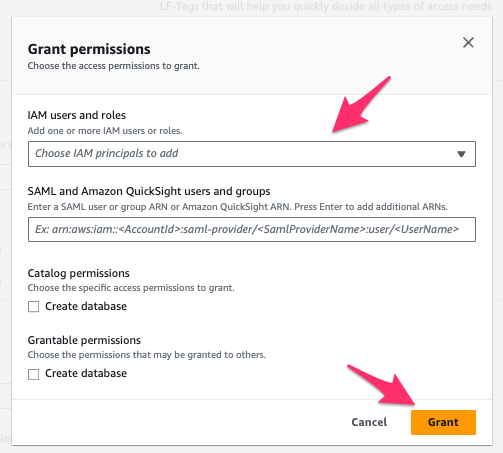 LF-Tags that will help you quickly decide all types of access needs.
Grant permissions
Choose the access permissions to grant.
IAM users and roles
Add one or more IAM users or roles.
Choose IAM principals to add
SAML and Amazon QuickSight users and groups
Enter a SAML user or group ARN or Amazon QuickSight ARN. Press Enter to add additional ARNs.
Ex: arn:aws:iam::<AccountId>:saml-provider/<SamlProviderName>:user/<UserName>
Catalog permissions
Choose the specific access permissions to grant.
Create database
Grantable permissions
Choose the permissions that may be granted to others.
Create database
Cancel Grant